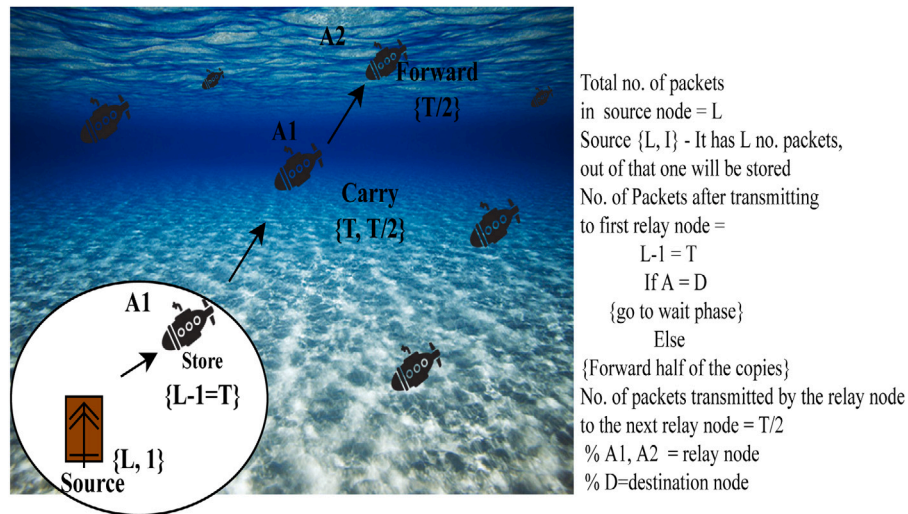 A2
Forward
{T/2}
A1
Carry
{T, T/2}
A1
Store
{L-1=T}
{L, 1}
Source
Total no. of packets
in source node = L
Source {L, I} - It has L no. packets,
out of that one will be stored
No. of Packets after transmitting
to first relay node =
L-1 = T
If A = D
{go to wait phase}
Else
{Forward half of the copies}
No. of packets transmitted by the relay node
to the next relay node = T/2
% A1, A2 = relay node
% D=destination node